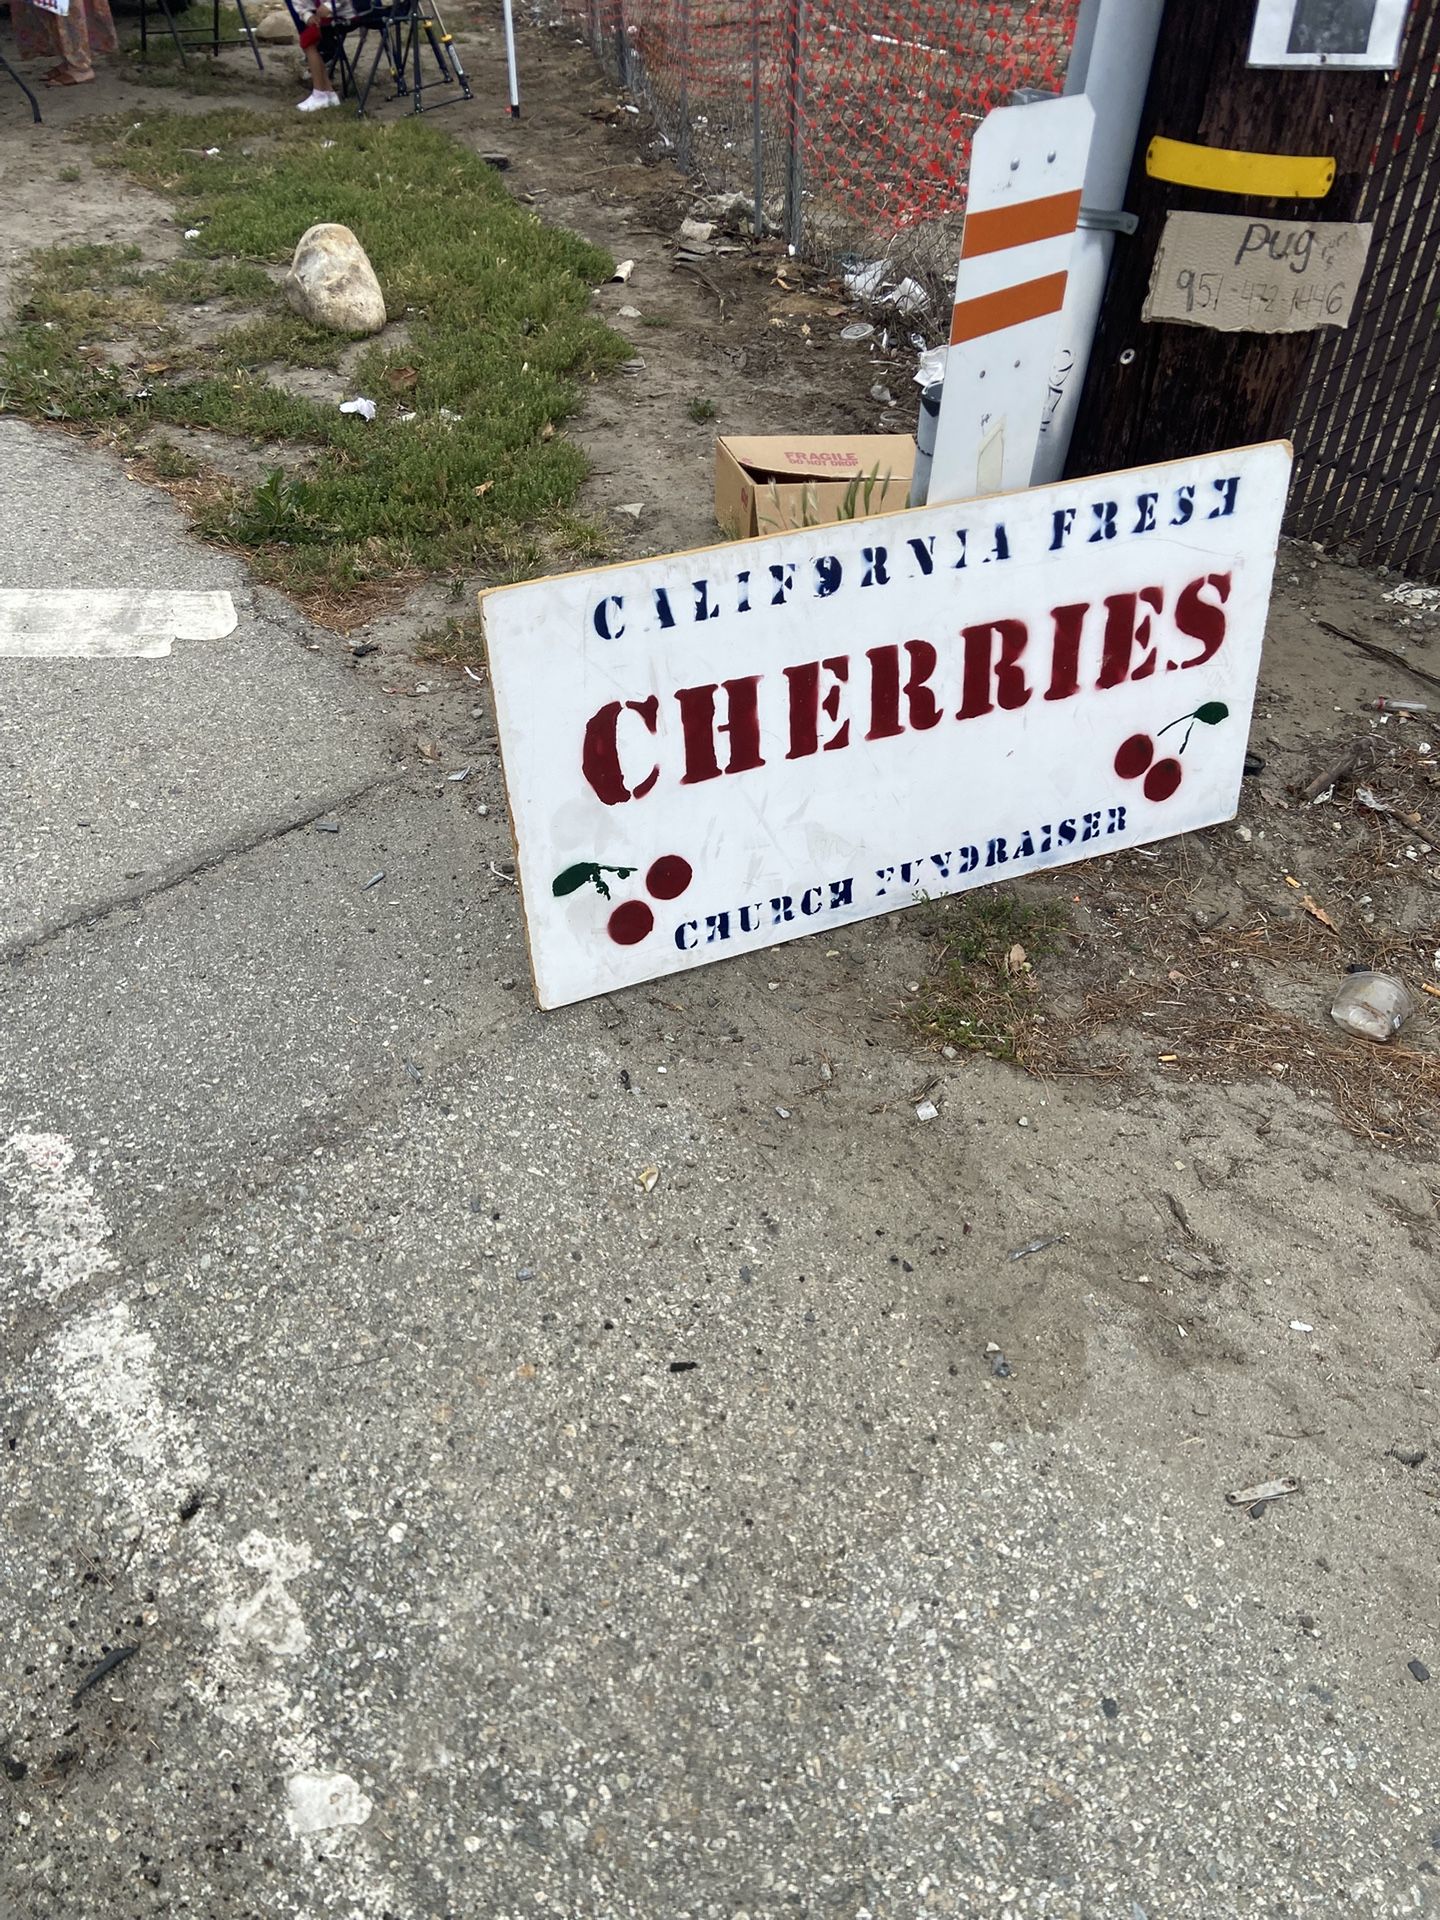 pug
951-472-1446
FRAGILE
DO NOT DROP
CALIFORNIA FRESH
CHERRIES
CHURCH FUNDRAISER